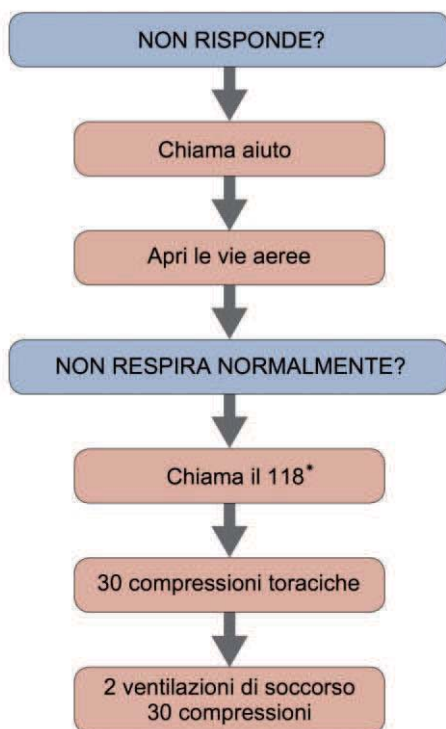 NON RISPONDE?
Chiama aiuto
Apri le vie aeree
NON RESPIRA NORMALMENTE?
Chiama il 118*
30 compressioni toraciche
2 ventilazioni di soccorso
30 compressioni